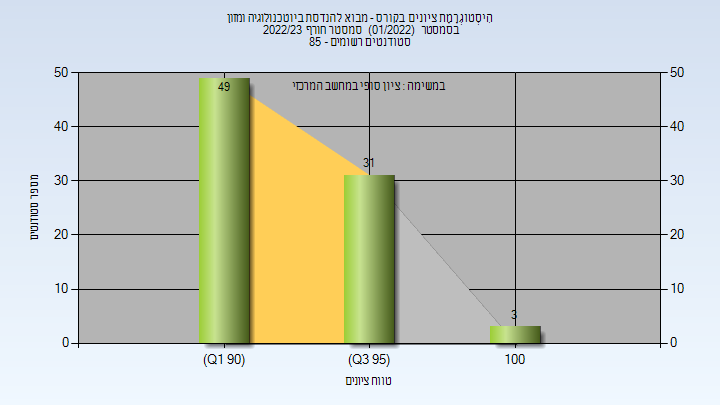 הִיסְטוֹגְרָמַת ציונים בקורס - מבוא להנדסת ביוטכנולוגיה ומזון
בסמסטר (01/2022) סמסטר חורף 2022/23
סטודנטים רשומים - 85
במשימה : ציון סופי במחשב המרכזי
50 50
40 40
30 30
20 20
10 10
0 0
49
31
3
מספר סטודנטים
(Q1 90) (Q3 95) 100
טווח ציונים